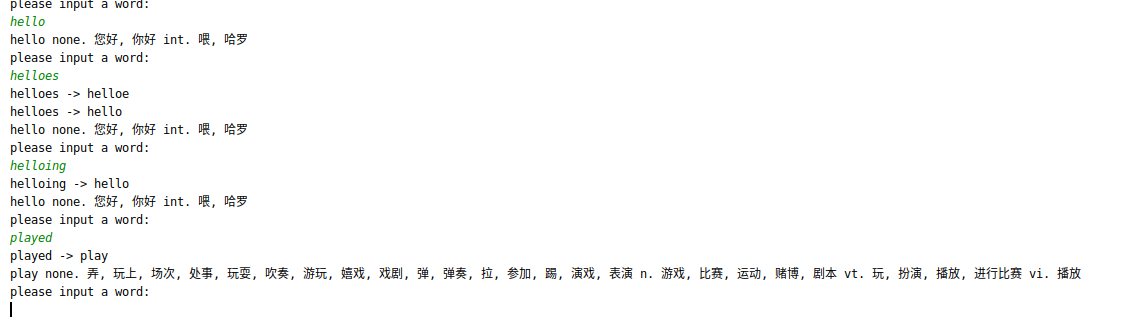 please input a word:
hello
hello none. 您好, 你好 int. 喂, 哈罗
please input a word:
helloes
helloes -> helloe
helloes -> hello
hello none. 您好, 你好 int. 喂, 哈罗
please input a word:
helloing
helloing -> hello
hello none. 您好, 你好 int. 喂, 哈罗
please input a word:
played
played -> play
play none. 弄, 玩上, 场次, 处事, 玩耍, 吹奏, 游玩, 嬉戏, 戏剧, 弹, 弹奏, 拉, 参加, 踢, 演戏, 表演 n. 游戏, 比赛, 运动, 赌博, 剧本 vt. 玩, 扮演, 播放, 进行比赛 vi. 播放
please input a word: